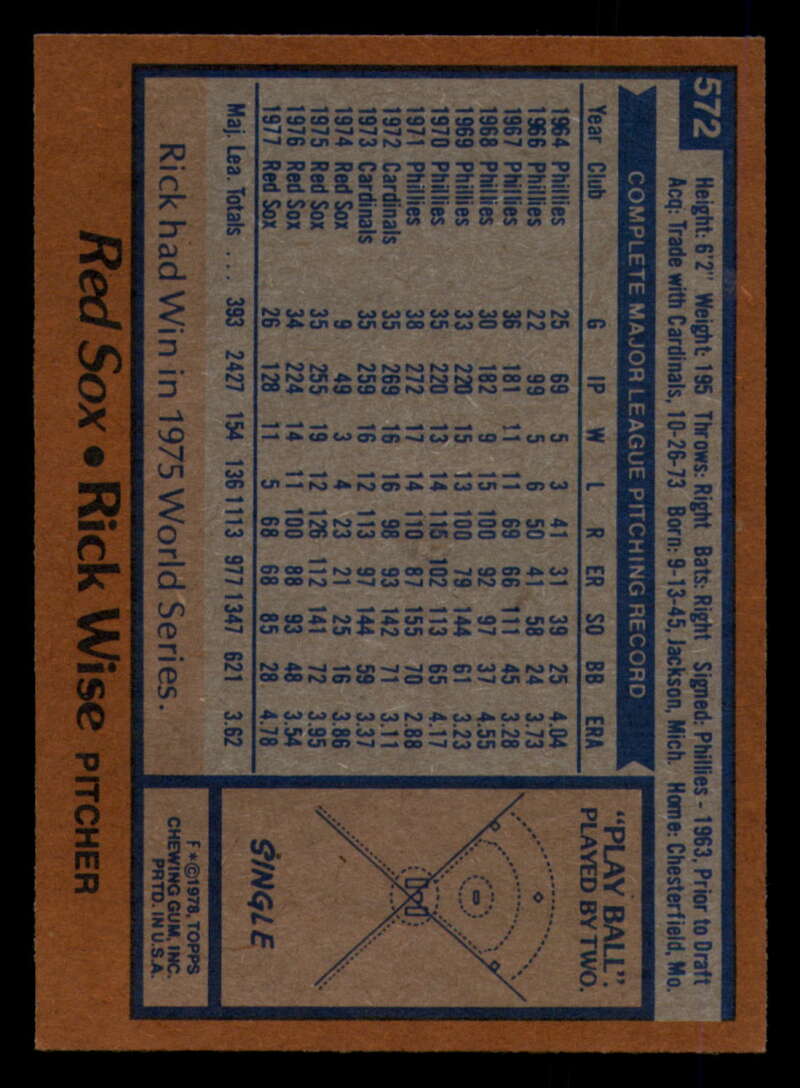 572
Height: 6'2" Weight: 195 Throws: Right Bats: Right Signed: Phillies - 1963, Prior to Draft
Acq: Trade with Cardinals, 10-26-73 Born: 9-13-45, Jackson, Mich. Home: Chesterfield, Mo.
COMPLETE MAJOR LEAGUE PITCHING RECORD
Year Club G IP W L R ER SO BB ERA
1964 Phillies 25 69 5 3 41 31 39 25 4.04
1966 Phillies 22 99 5 6 50 41 58 24 3.73
1967 Phillies 36 181 11 11 69 66 111 45 3.28
1968 Phillies 30 182 9 15 100 92 97 37 4.55
1969 Phillies 33 220 15 13 100 79 144 61 3.23
1970 Phillies 35 220 13 14 115 102 113 65 4.17
1971 Phillies 38 272 17 14 110 87 155 70 2.88
1972 Cardinals 35 269 16 16 98 93 142 71 3.11
1973 Cardinals 35 259 16 12 113 97 144 59 3.37
1974 Red Sox 9 49 3 4 23 21 25 16 3.86
1975 Red Sox 35 255 19 12 126 112 141 72 3.95
1976 Red Sox 34 224 14 11 100 88 93 48 3.54
1977 Red Sox 26 128 11 5 68 68 85 28 4.78
Maj. Lea. Totals ... 393 2427 154 136 1113 977 1347 621 3.62
Rick had Win in 1975 World Series.
"PLAY BALL":
PLAYED BY TWO.
SINGLE
F*©1978, TOPPS
CHEWING GUM, INC.
PRTD. IN U.S.A.
Red Sox • Rick Wise PITCHER